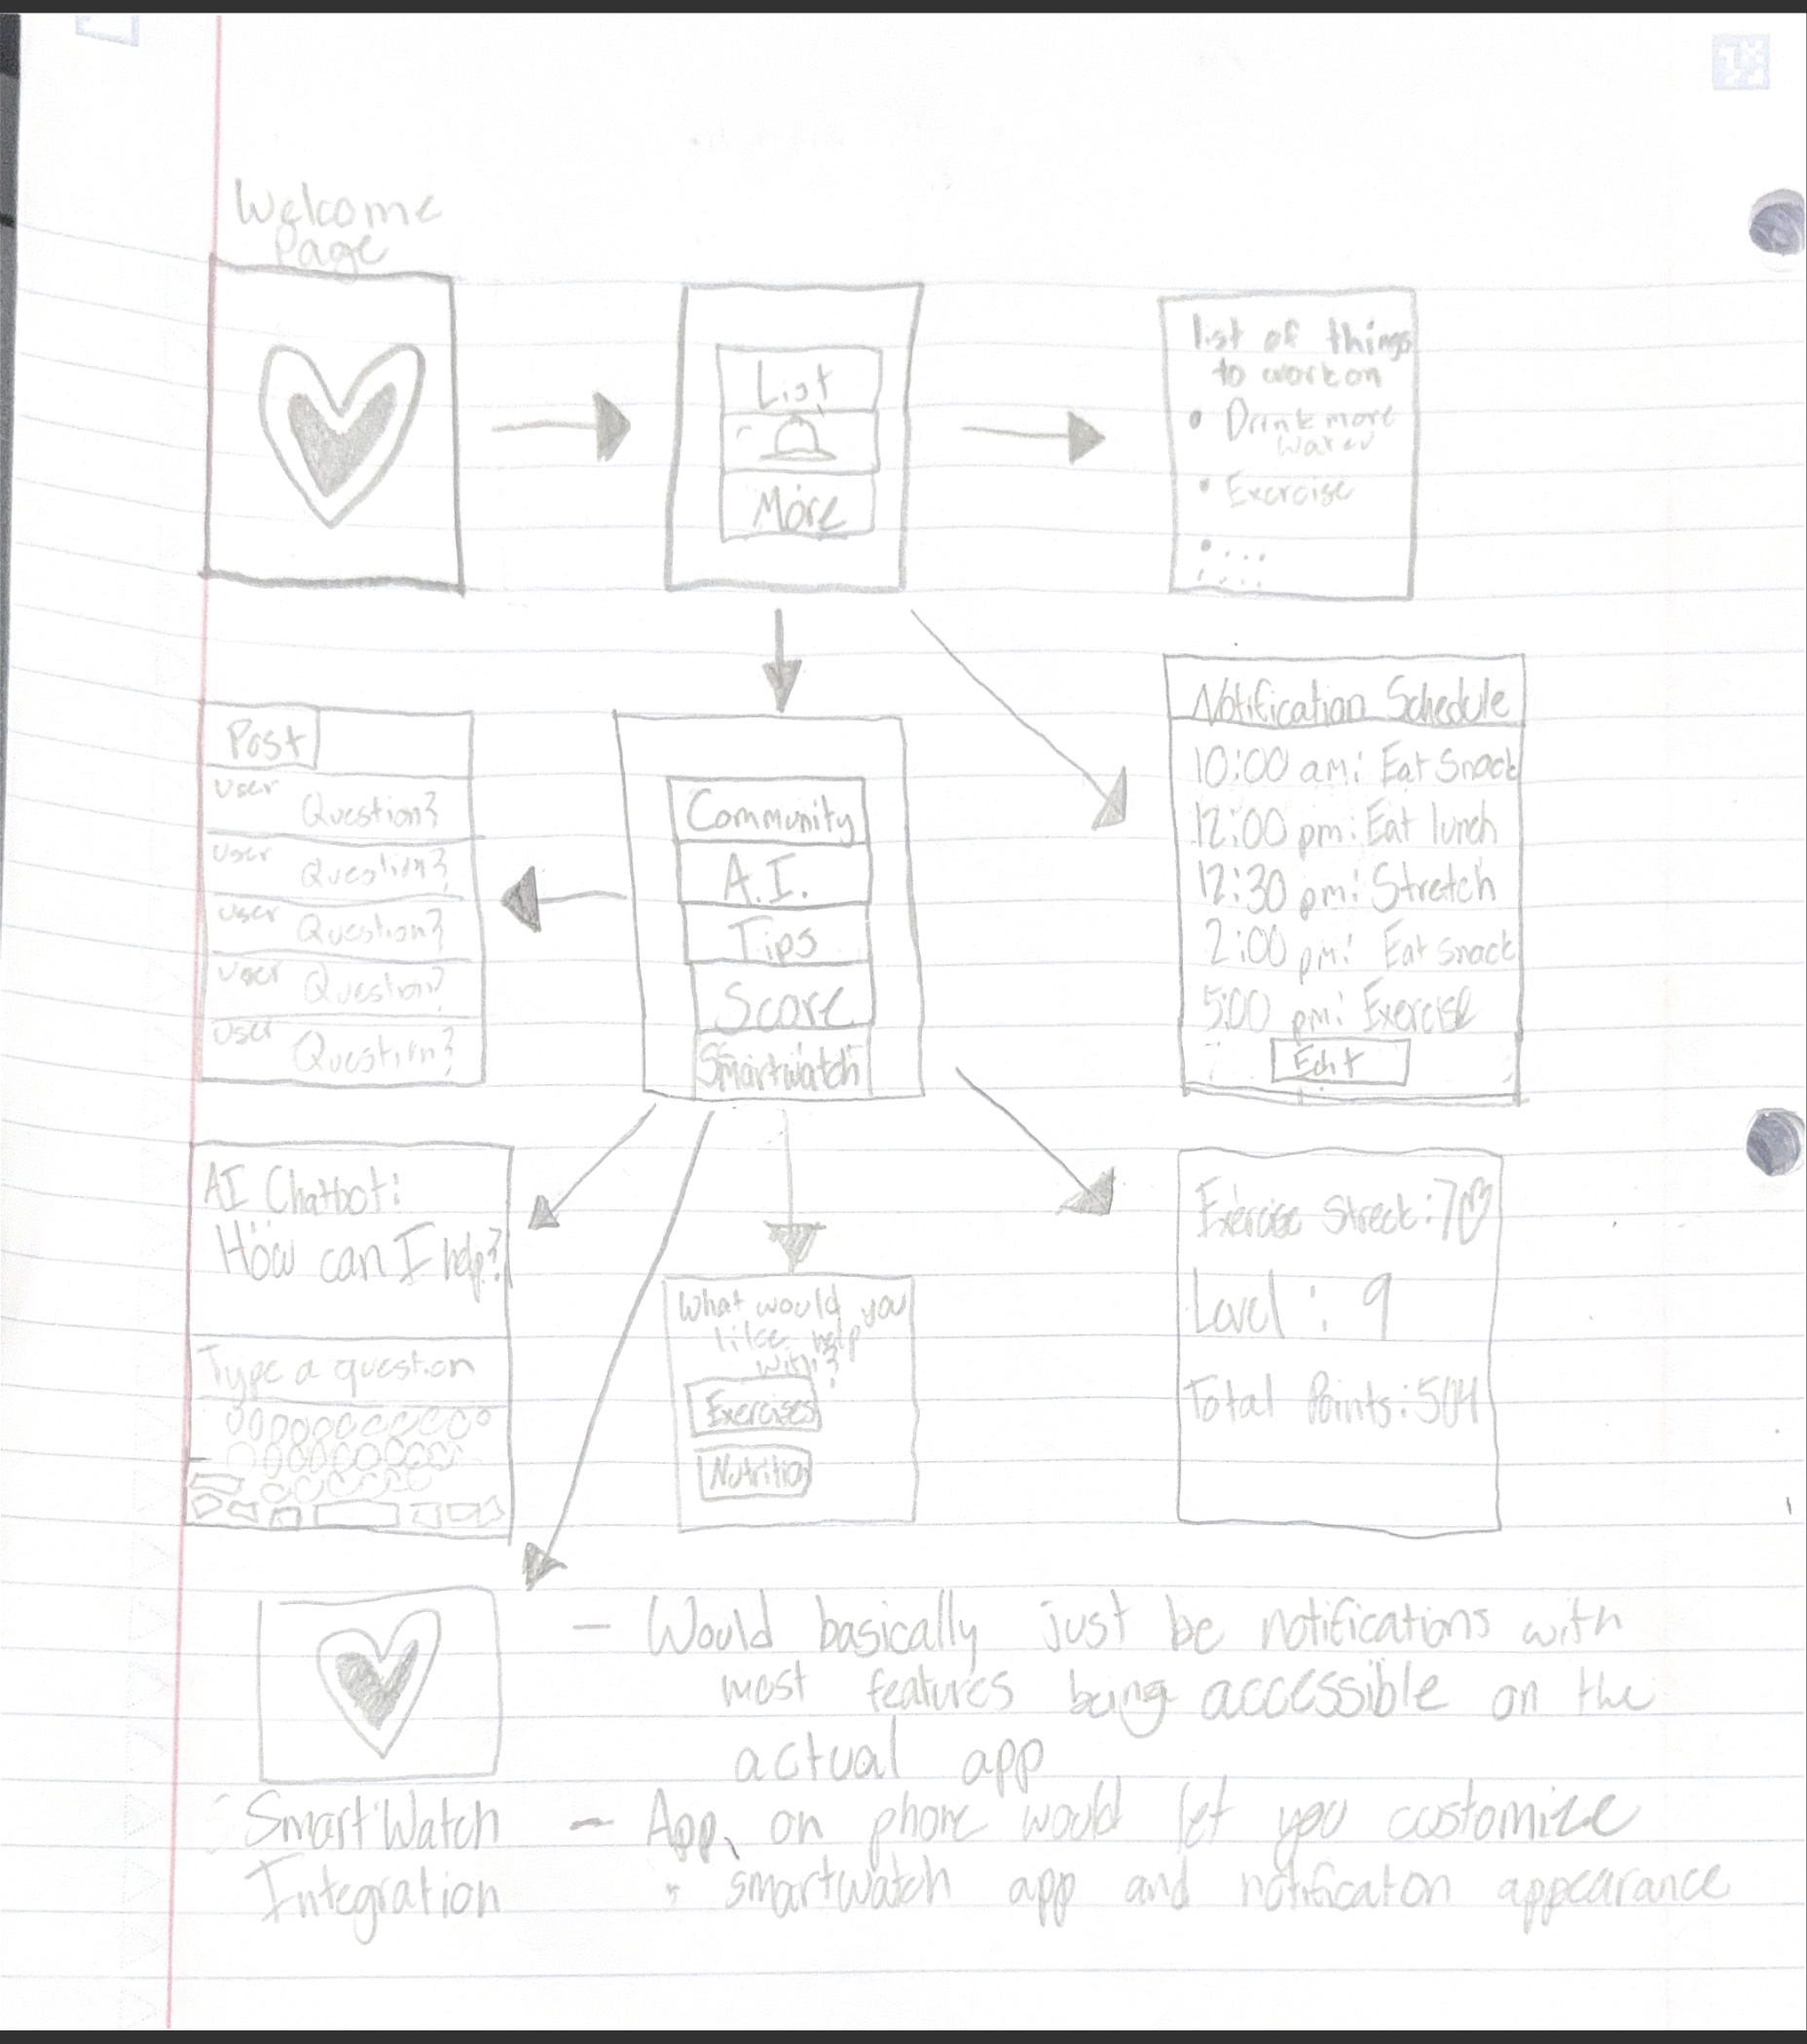 Welcome
Page
List
More
list of things
to work on
• Drink more
water
• Exercise
• ...
....
Post
User
Question?
User
Question?
User
Question?
User
Question?
User
Question?
Community
A.I.
Tips
Score
Smartwatch
Notification Schedule
10:00 am: Eat Snack
12:00 pm: Eat lunch
12:30 pm: Stretch
2:00 pm: Eat snack
5:00 pm: Exercise
Edit
AI Chatbot:
How can I help?
Type a question
What would you
like help
with?
Exercises
Nutrition
Exercise Streek: 70
Level: 9
Total Points: 504
SmartWatch
Integration
– Would basically just be notifications with
most features being accessible on the
actual app
– App, on phone would let you customize
smartwatch app and notificaton appearance